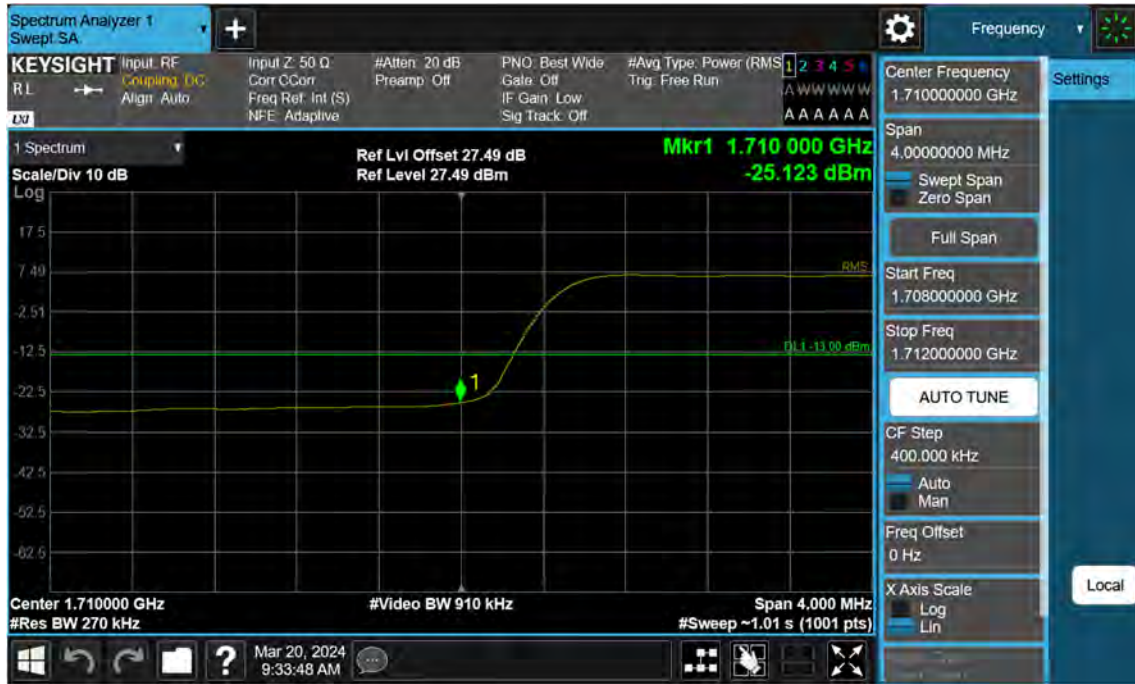 Spectrum Analyzer 1
Swept SA
+
Frequency
KEYSIGHT
Input: RF
Input Z: 50 Ω
#Atten: 20 dB
PNO: Best Wide
#Avg Type: Power (RMS
1 2 3 4 5 6
RL
Coupling: DC
Corr CCorr
Preamp: Off
Gate: Off
Trig: Free Run
A W W W W W
Align: Auto
Freq Ref: Int (S)
IF Gain: Low
LXI
NFE: Adaptive
Sig Track: Off
A A A A A A
1 Spectrum
Ref Lvl Offset 27.49 dB
Mkr1 1.710 000 GHz
Scale/Div 10 dB
Ref Level 27.49 dBm
-25.123 dBm
Log
17.5
7.49
RMS
-2.51
-12.5
DL1 -13.00 dBm
-22.5
1
-32.5
-42.5
-52.5
-62.5
Center 1.710000 GHz
#Video BW 910 kHz
Span 4.000 MHz
#Res BW 270 kHz
#Sweep ~1.01 s (1001 pts)
?
Mar 20, 2024
9:33:48 AM
Center Frequency
1.710000000 GHz
Settings
Span
4.00000000 MHz
Swept Span
Zero Span
Full Span
Start Freq
1.708000000 GHz
Stop Freq
1.712000000 GHz
AUTO TUNE
CF Step
400.000 kHz
Auto
Man
Freq Offset
0 Hz
X Axis Scale
Log
Lin
Local